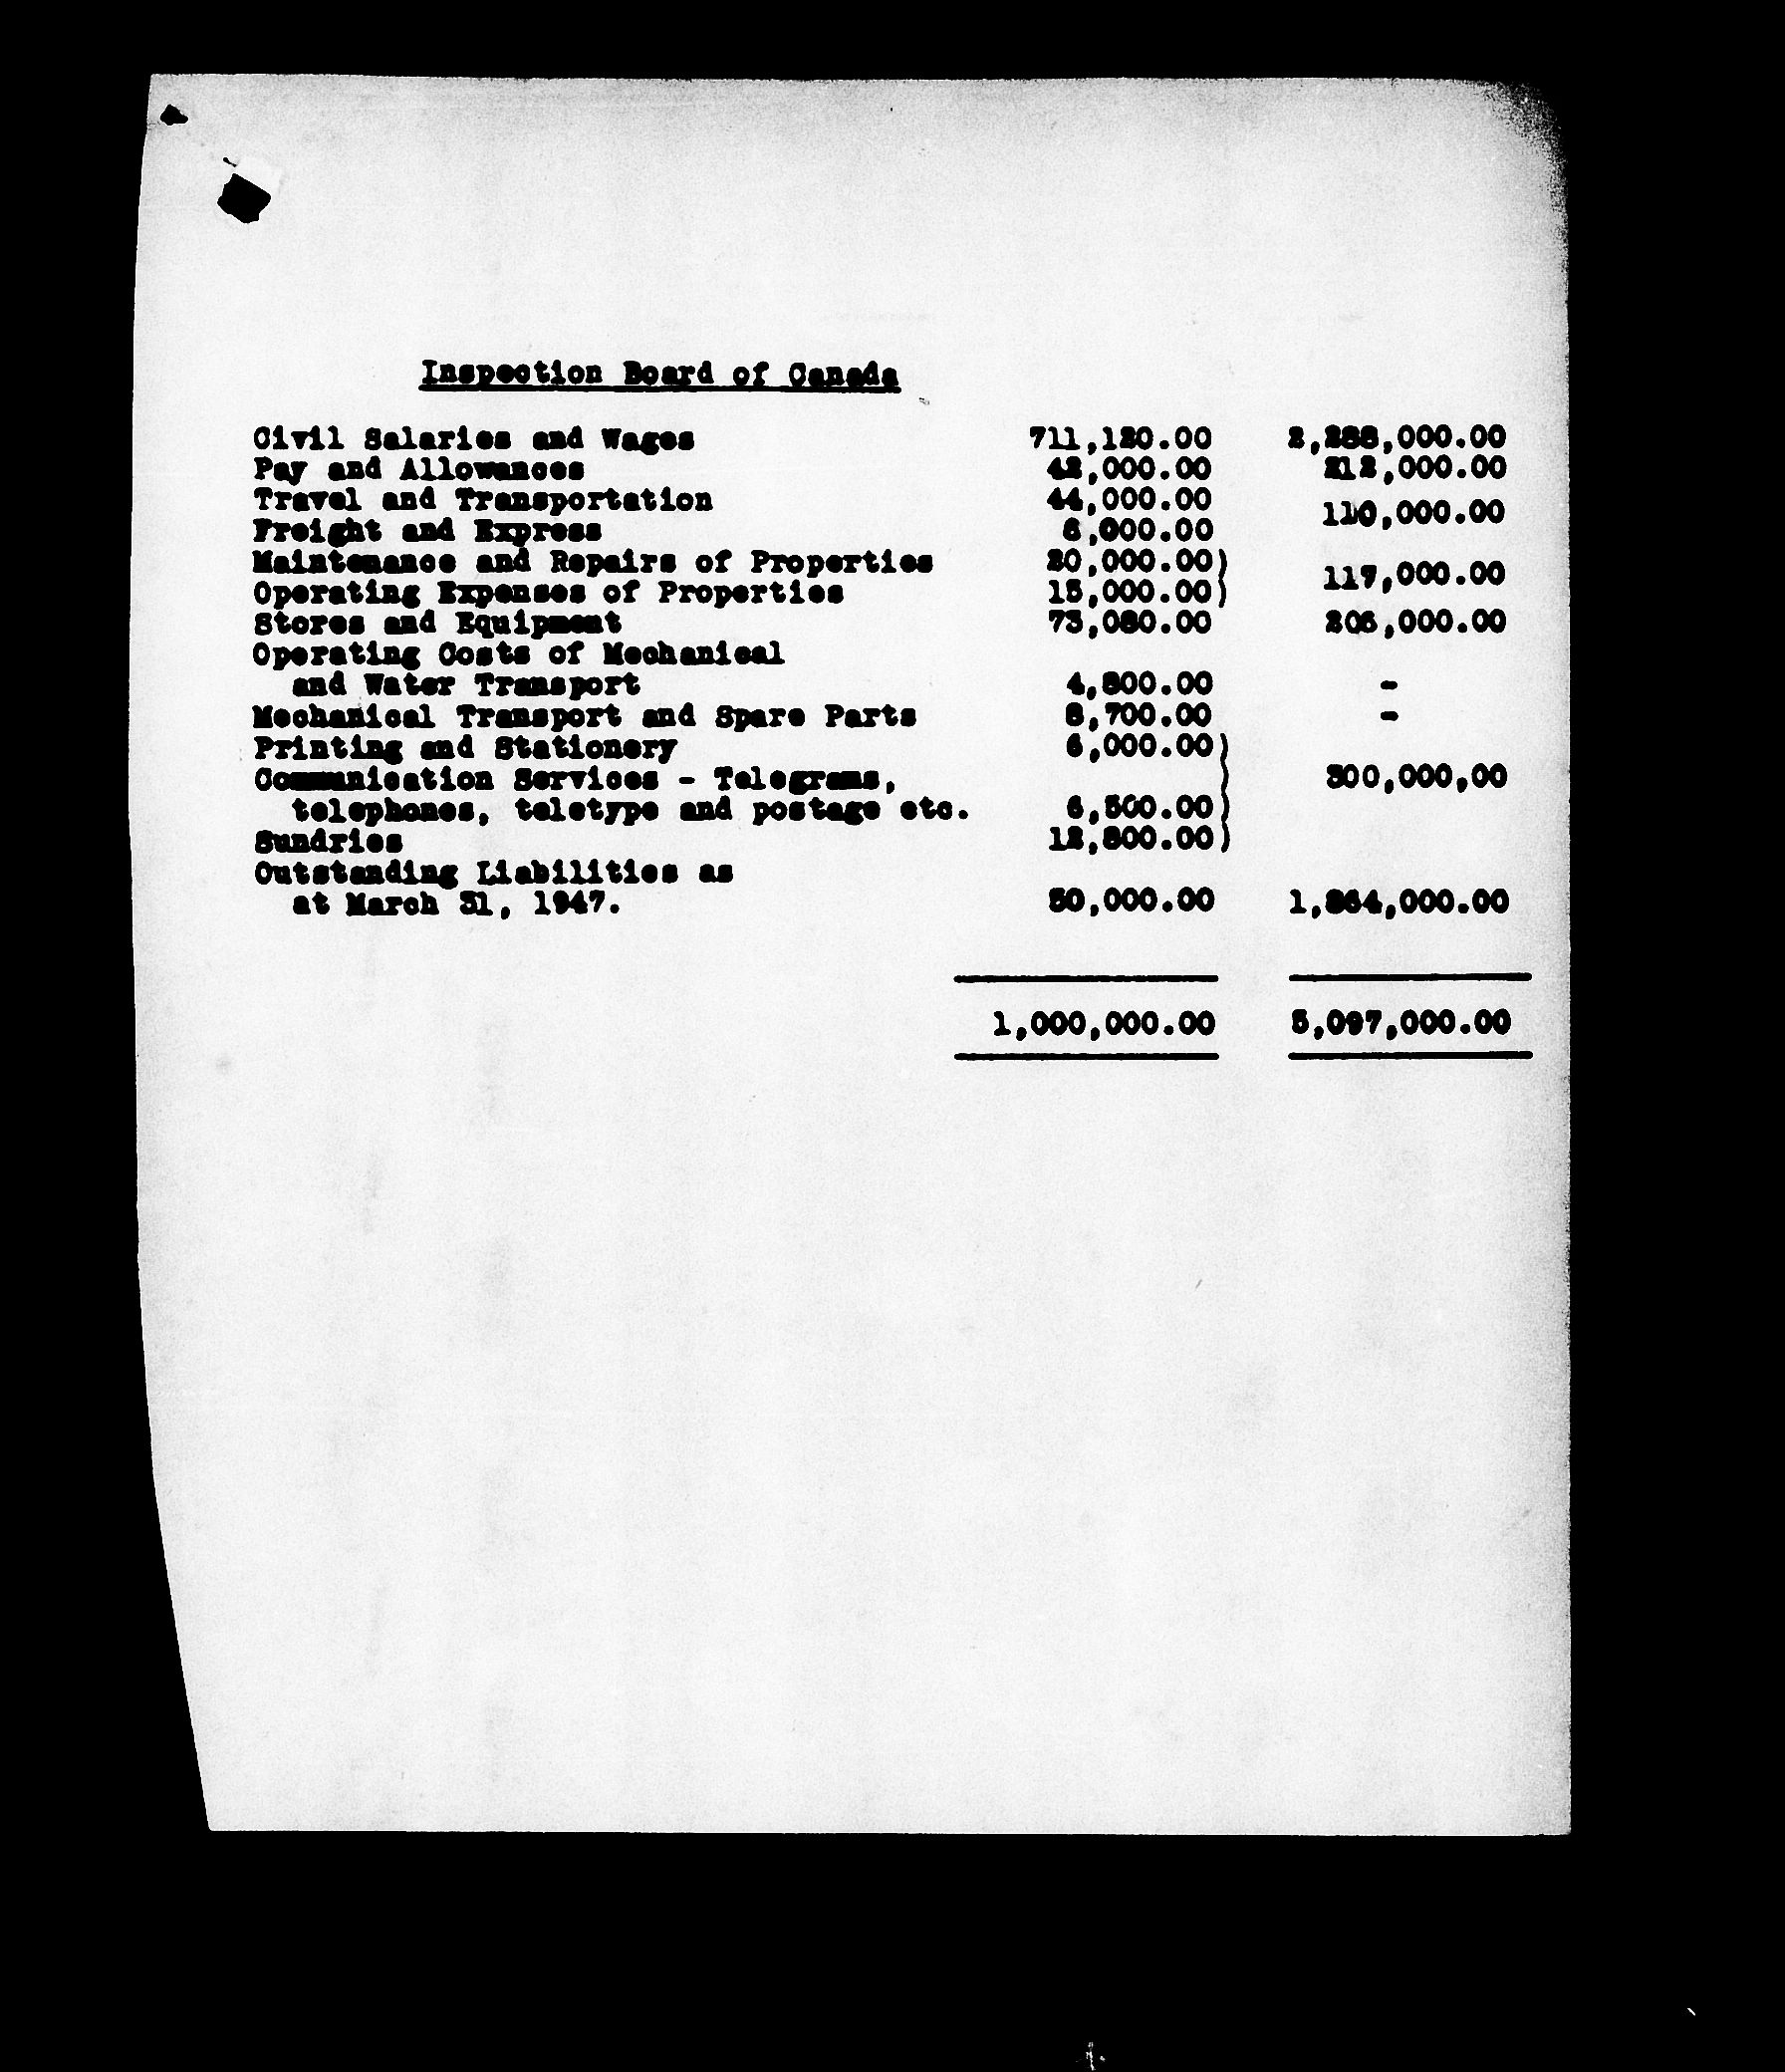 Inspection Board of Canada
Civil Salaries and Wages 711,120.00 2,288,000.00
Pay and Allowances 42,000.00 212,000.00
Travel and Transportation 44,000.00
110,000.00
Freight and Express 6,000.00
Maintenance and Repairs of Properties 20,000.00)
117,000.00
Operating Expenses of Properties 15,000.00)
Stores and Equipment 73,080.00 206,000.00
Operating Costs of Mechanical
and Water Transport 4,800.00 -
Mechanical Transport and Spare Parts 8,700.00 -
Printing and Stationery 6,000.00)
Communication Services - Telegrams, ) 300,000,00
telephones, teletype and postage etc. 6,500.00)
Sundries 12,800.00)
Outstanding Liabilities as
at March 31, 1947. 50,000.00 1,864,000.00
1,000,000.00 5,097,000.00